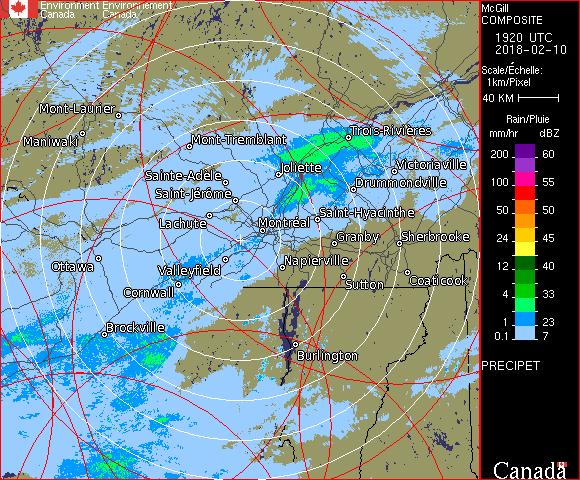 Environment Environnement
Canada Canada
McGill
COMPOSITE
1920 UTC
2018-02-10
Scale/Échelle:
1km/Pixel
40 KM
Rain/Pluie
mm/hr dBZ
200 60
100 55
50 50
24 45
12 40
4 33
1 23
0.1 7
PRECIPET
Canada
Mont-Laurier
Maniwaki
Mont-Tremblant
Trois-Rivières
Victoriaville
Joliette
Sainte-Adèle
Drummondville
Saint-Jérôme
Saint-Hyacinthe
Lachute
Montréal
Granby
Sherbrooke
Ottawa
Napierville
Valleyfield
Sutton
Coaticook
Cornwall
Brockville
Burlington